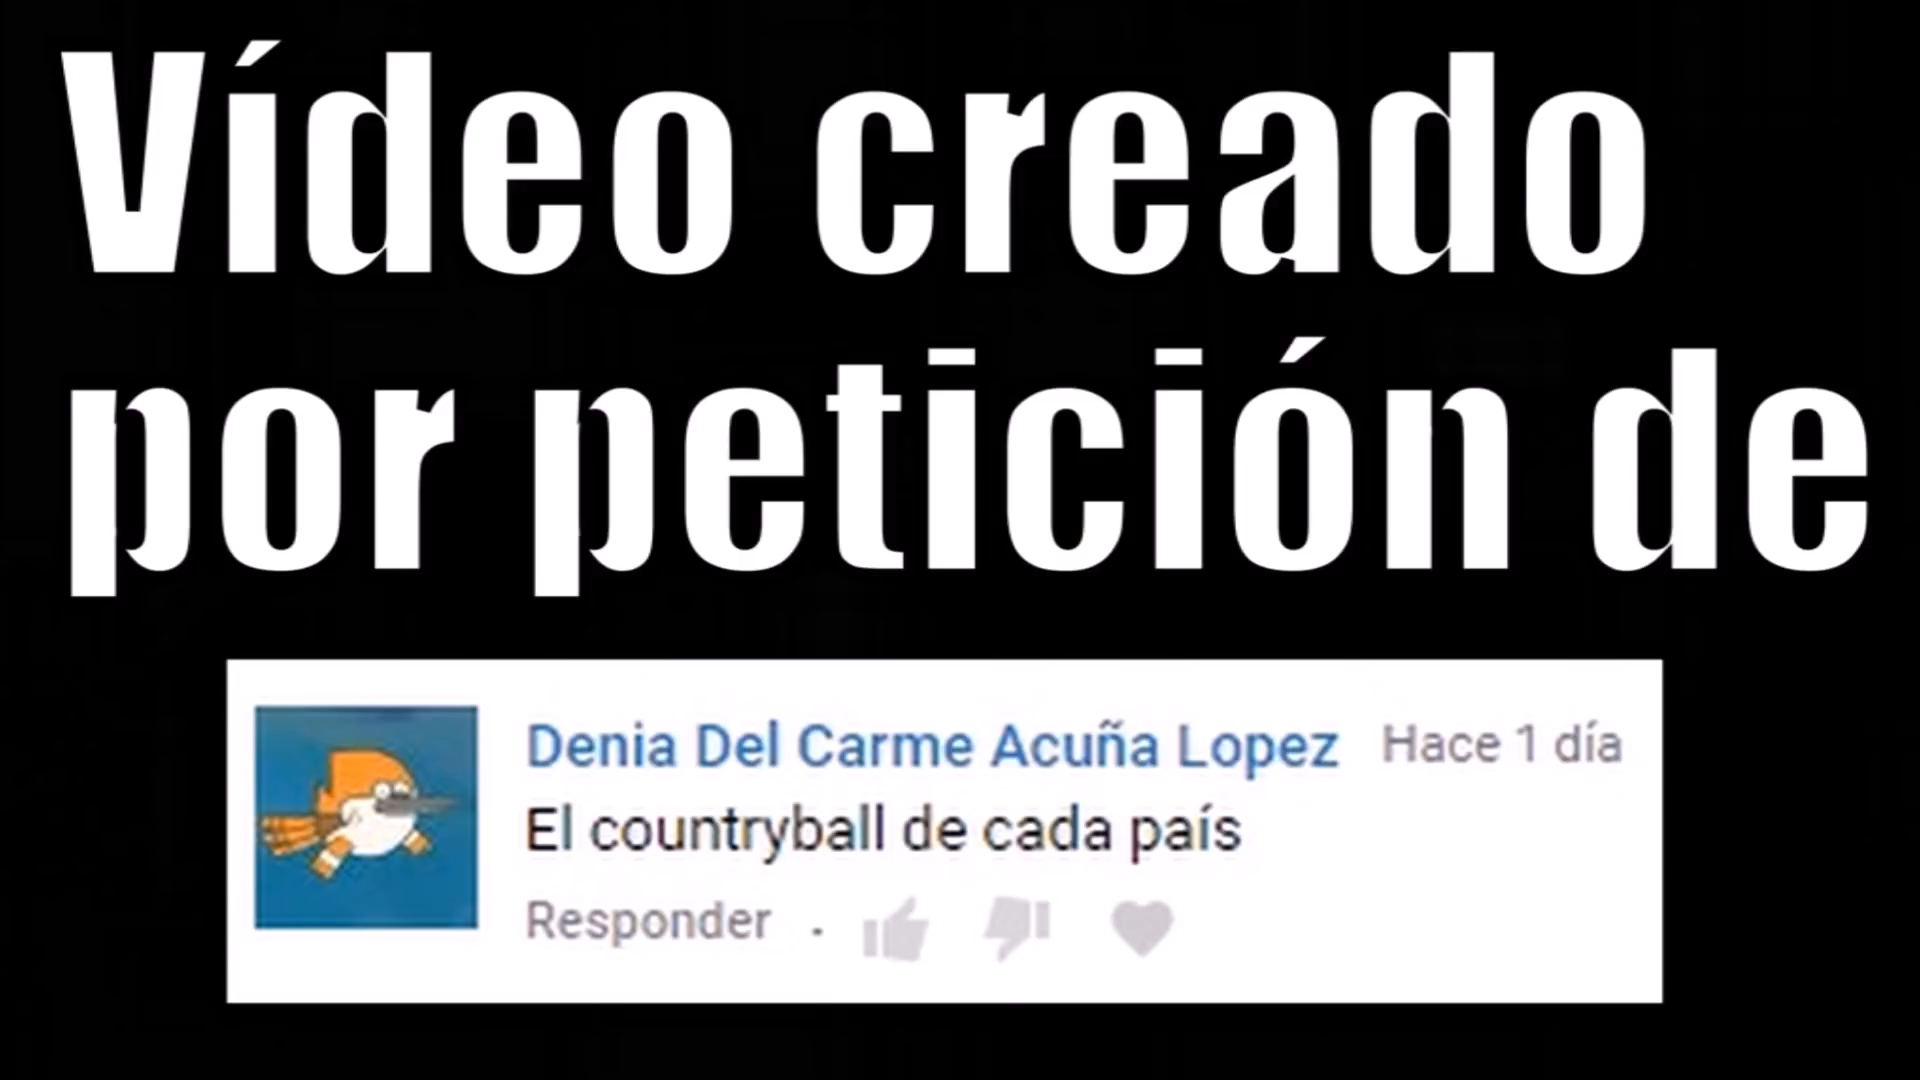 Vídeo creado
por petición de
Denia Del Carme Acuña Lopez Hace 1 día
El countryball de cada país
Responder .